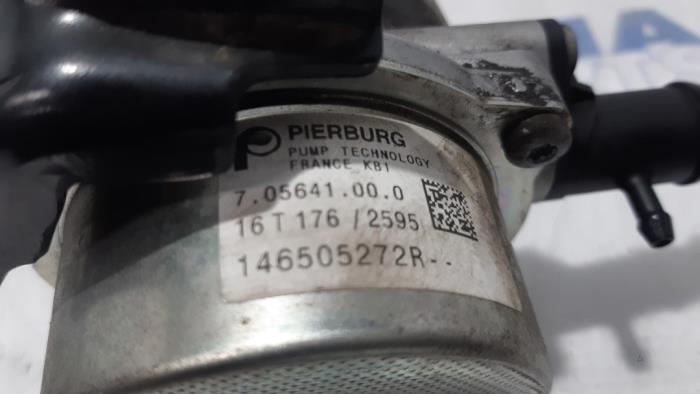 PIERBURG
PUMP TECHNOLOGY
FRANCE KB1
7.05641.00.0
16 T 176 / 2595
146505272R--